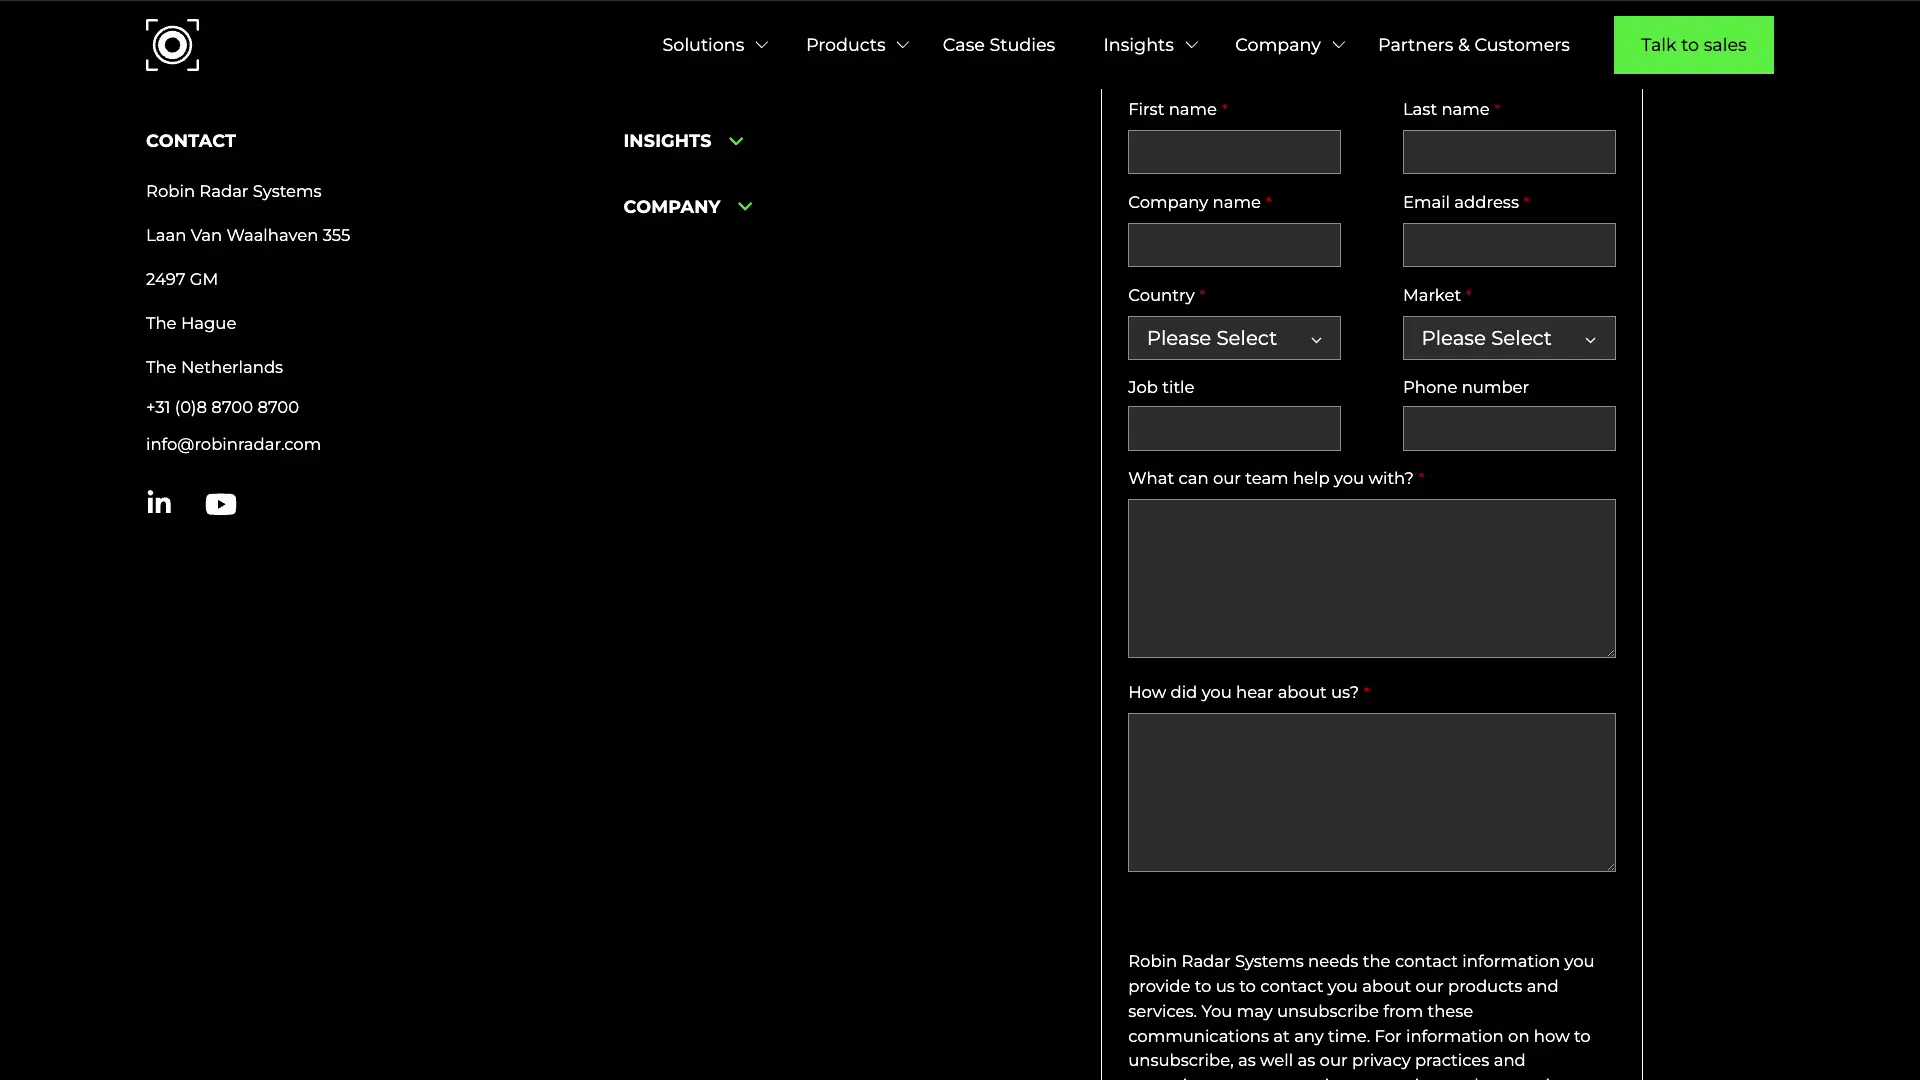 Solutions
Products
Case Studies
Insights
Company
Partners & Customers
Talk to sales
CONTACT
Robin Radar Systems
Laan Van Waalhaven 355
2497 GM
The Hague
The Netherlands
+31 (0)8 8700 8700
info@robinradar.com
in
INSIGHTS
COMPANY
First name *
Last name *
Company name *
Email address *
Country *
Market *
Please Select
Please Select
Job title
Phone number
What can our team help you with? *
How did you hear about us? *
Robin Radar Systems needs the contact information you
provide to us to contact you about our products and
services. You may unsubscribe from these
communications at any time. For information on how to
unsubscribe, as well as our privacy practices and